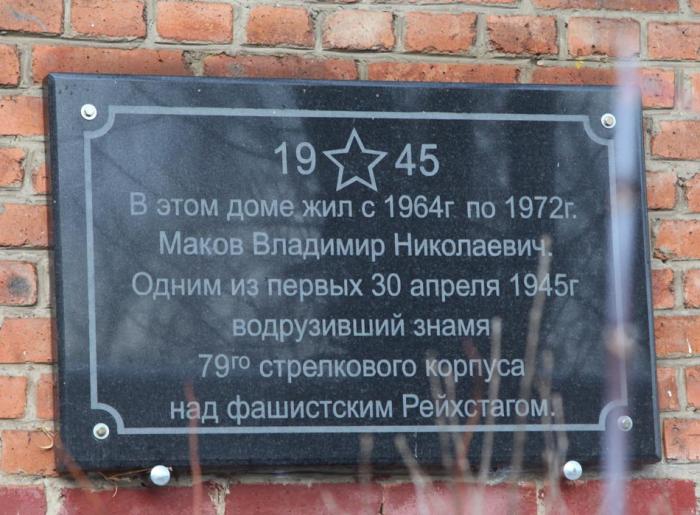 19 45
В этом доме жил с 1964г по 1972г.
Маков Владимир Николаевич.
Одним из первых 30 апреля 1945г
водрузивший знамя
79го стрелкового корпуса
над фашистским Рейхстагом.